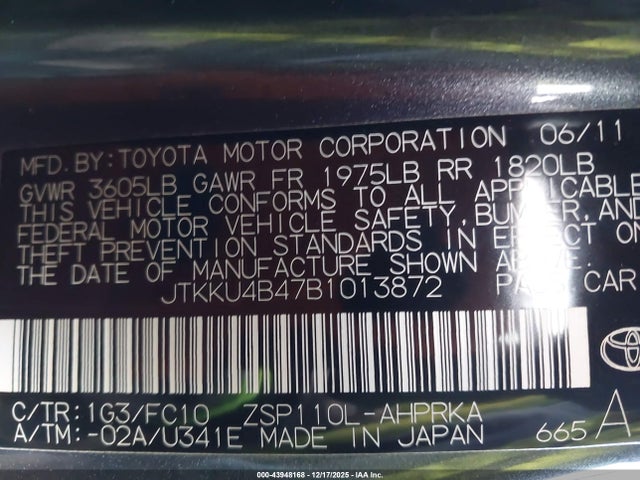 MFD. BY: TOYOTA MOTOR CORPORATION 06/11
GVWR 3605LB GAWR FR 1975LB RR 1820LB
THIS VEHICLE CONFORMS TO ALL APPLICABLE
FEDERAL MOTOR VEHICLE SAFETY, BUMPER, AND
THEFT PREVENTION STANDARDS IN EFFECT ON
THE DATE OF MANUFACTURE SHOWN ABOVE.
JTKKU4B47B1013872 PASS. CAR
C/TR: 1G3/FC10 ZSP110L-AHPRKA
A/TM: -02A/U341E MADE IN JAPAN 665 A
000-43948168 - 12/17/2025 - IAA Inc.